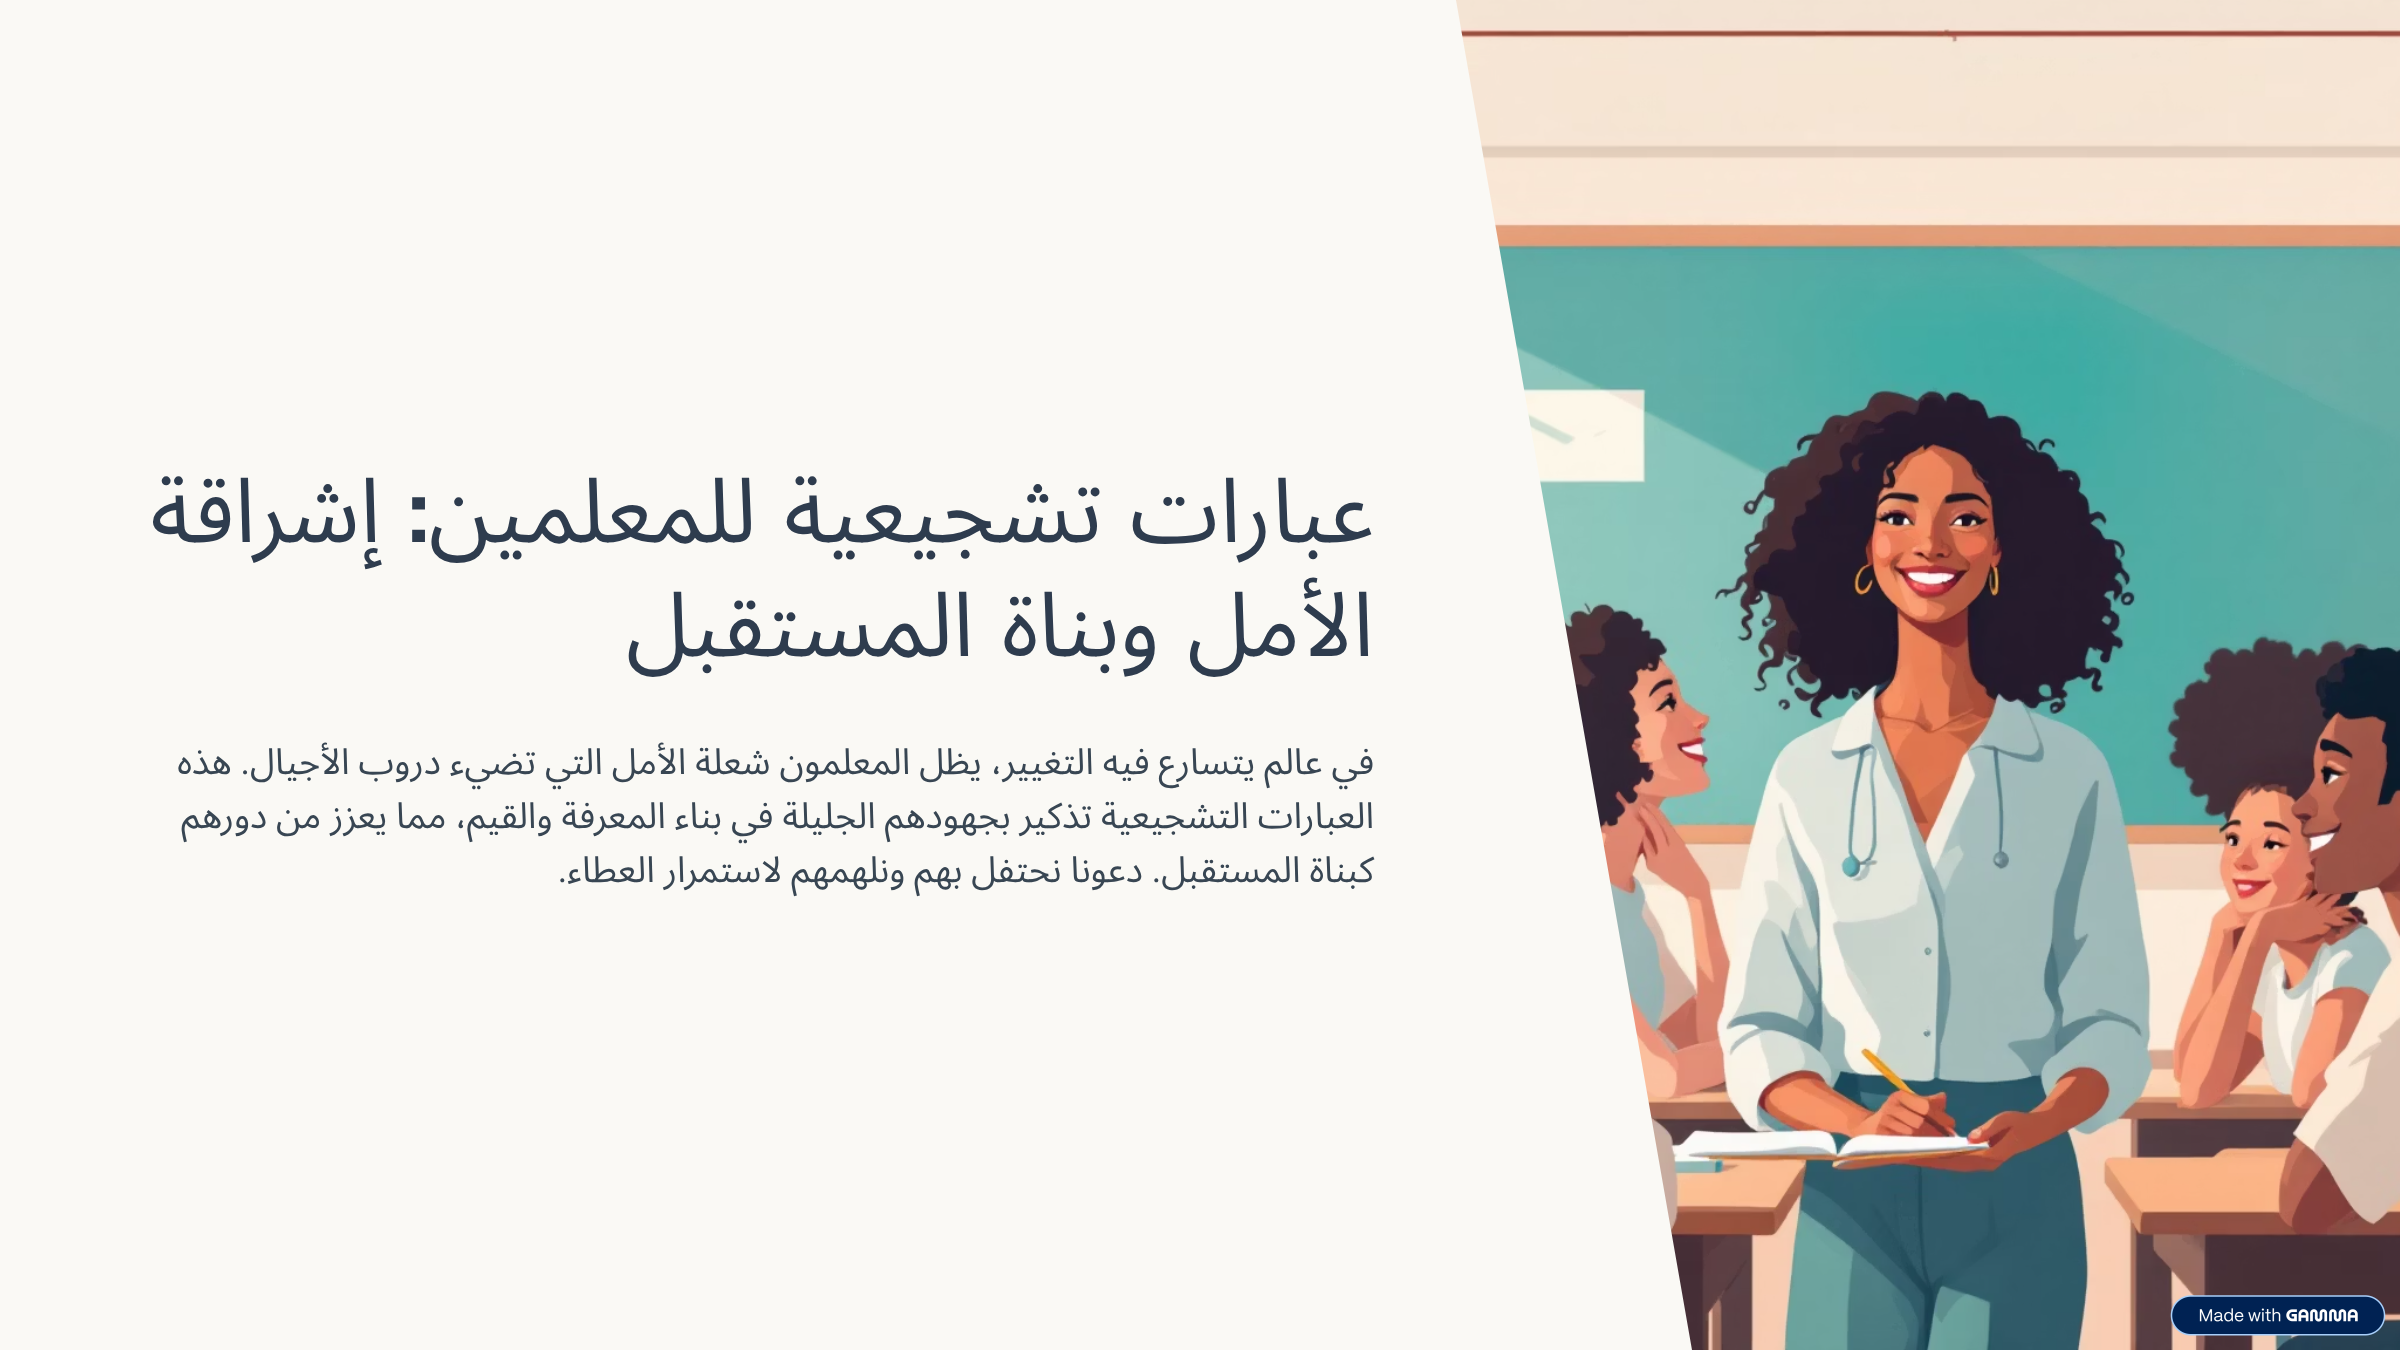 عبارات تشجيعية للمعلمين: إشراقة
الأمل وبناة المستقبل
في عالم يتسارع فيه التغيير، يظل المعلمون شعلة الأمل التي تضيء دروب الأجيال. هذه
العبارات التشجيعية تذكير بجهودهم الجليلة في بناء المعرفة والقيم، مما يعزز من دورهم
كبناة المستقبل. دعونا نحتفل بهم ونلهمهم لاستمرار العطاء.
Made with GAMMA